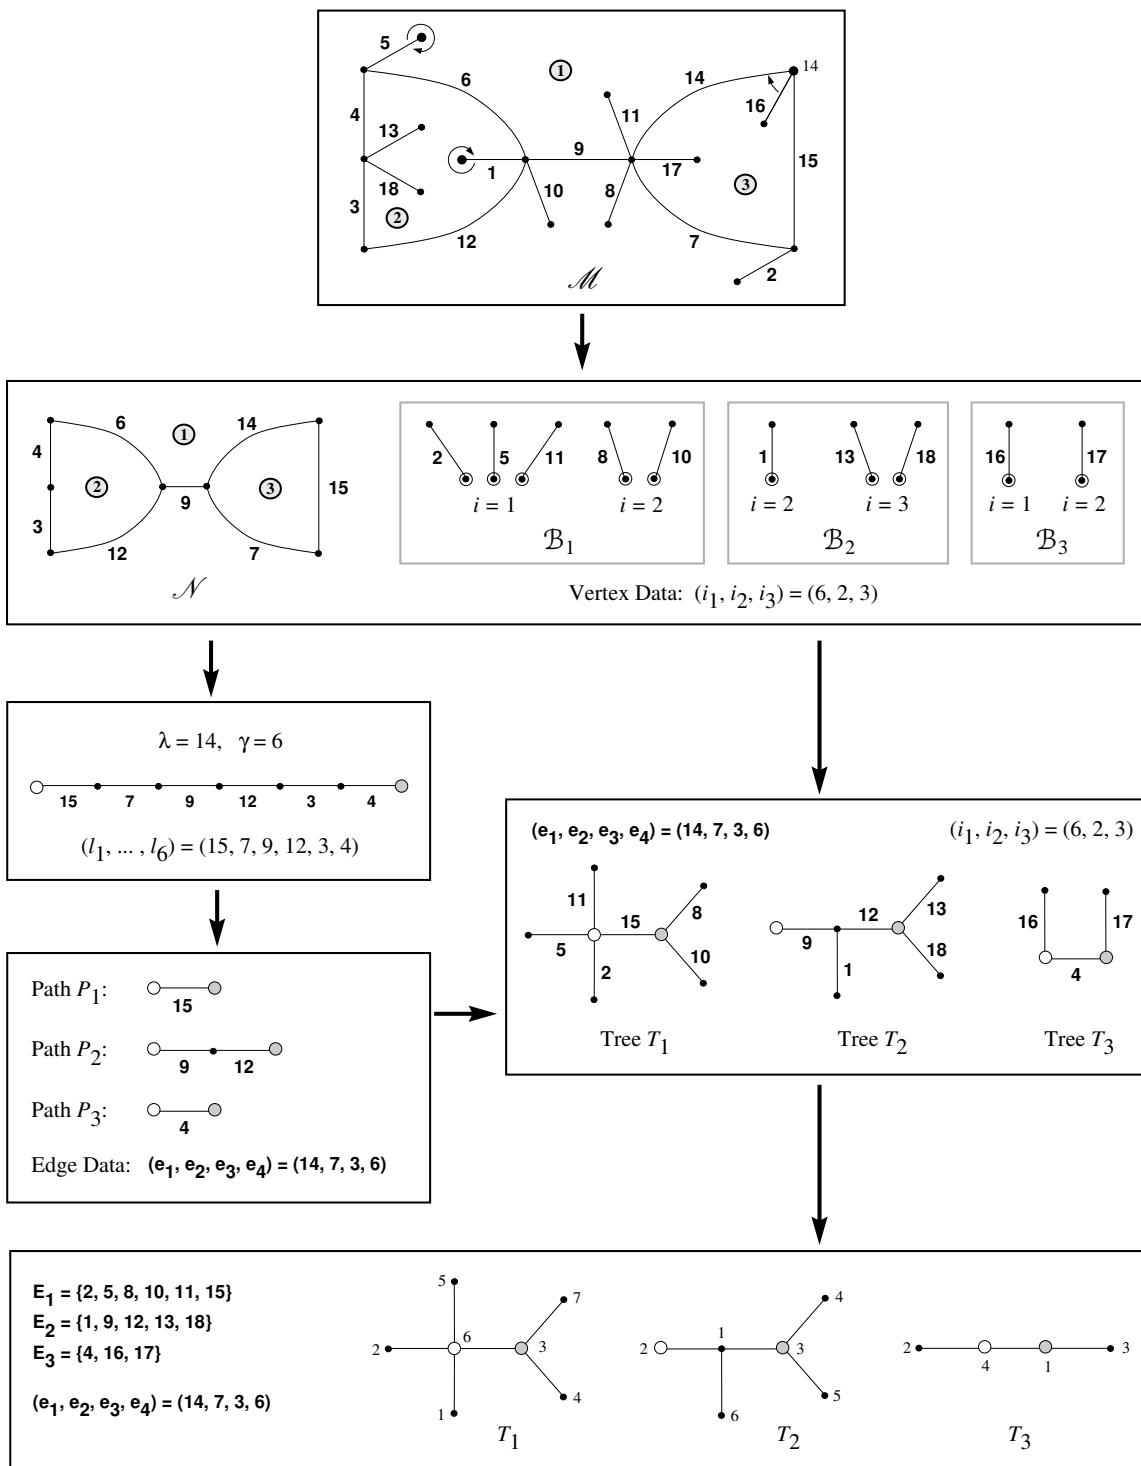 5
6
1
14
14
4
11
16
13
9
15
1
17
18
10
8
3
3
2
12
7
2
ℳ
6
1
14
4
2
3
15
9
3
12
7
𝒩
2
5
11
8
10
i = 1
i = 2
B1
1
13
18
i = 2
i = 3
B2
16
17
i = 1
i = 2
B3
Vertex Data: (i1, i2, i3) = (6, 2, 3)
λ = 14, γ = 6
15
7
9
12
3
4
(l1, ... , l6) = (15, 7, 9, 12, 3, 4)
Path P1:
15
Path P2:
9
12
Path P3:
4
Edge Data: (e1, e2, e3, e4) = (14, 7, 3, 6)
(e1, e2, e3, e4) = (14, 7, 3, 6)
(i1, i2, i3) = (6, 2, 3)
11
8
15
5
10
2
Tree T1
13
12
9
18
1
Tree T2
16
17
4
Tree T3
E1 = {2, 5, 8, 10, 11, 15}
E2 = {1, 9, 12, 13, 18}
E3 = {4, 16, 17}
(e1, e2, e3, e4) = (14, 7, 3, 6)
5
7
6
2
3
4
1
T1
4
1
2
3
5
6
T2
2
4
1
3
T3